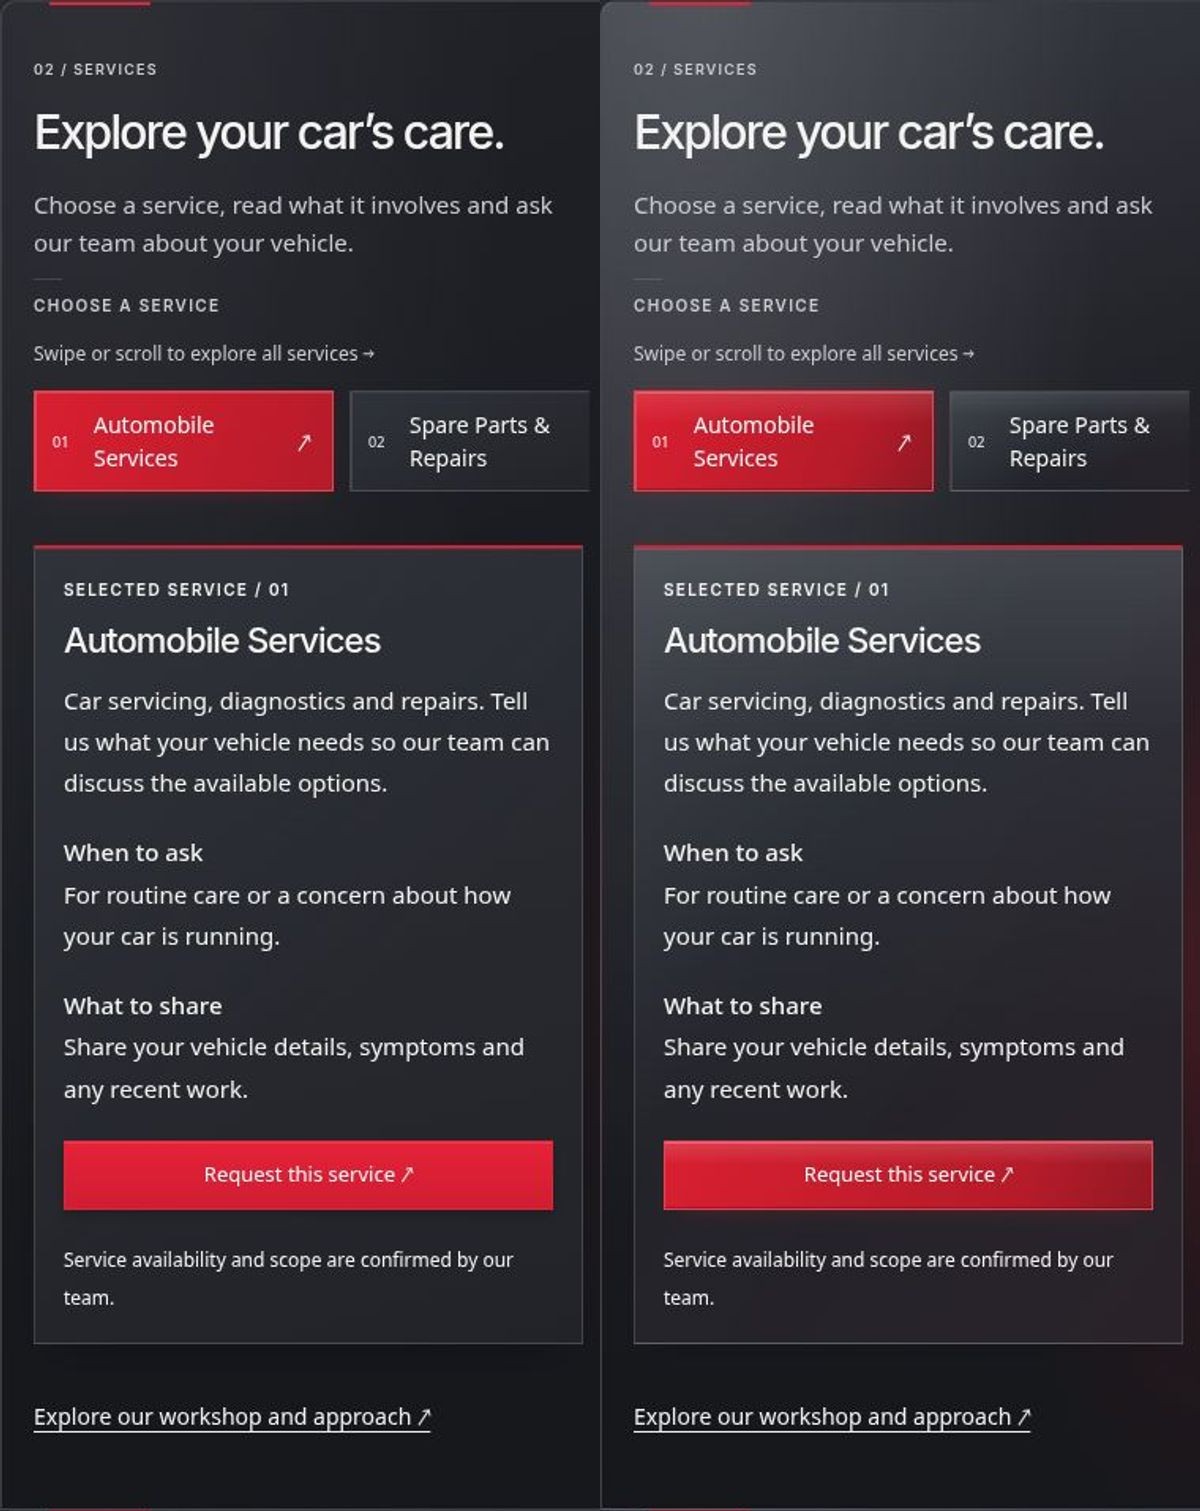 02 / SERVICES
Explore your car’s care.
Choose a service, read what it involves and ask
our team about your vehicle.
CHOOSE A SERVICE
Swipe or scroll to explore all services →
01 Automobile Services ↗
02 Spare Parts & Repairs
SELECTED SERVICE / 01
Automobile Services
Car servicing, diagnostics and repairs. Tell
us what your vehicle needs so our team can
discuss the available options.
When to ask
For routine care or a concern about how
your car is running.
What to share
Share your vehicle details, symptoms and
any recent work.
Request this service ↗
Service availability and scope are confirmed by our
team.
Explore our workshop and approach ↗
02 / SERVICES
Explore your car’s care.
Choose a service, read what it involves and ask
our team about your vehicle.
CHOOSE A SERVICE
Swipe or scroll to explore all services →
01 Automobile Services ↗
02 Spare Parts & Repairs
SELECTED SERVICE / 01
Automobile Services
Car servicing, diagnostics and repairs. Tell
us what your vehicle needs so our team can
discuss the available options.
When to ask
For routine care or a concern about how
your car is running.
What to share
Share your vehicle details, symptoms and
any recent work.
Request this service ↗
Service availability and scope are confirmed by our
team.
Explore our workshop and approach ↗